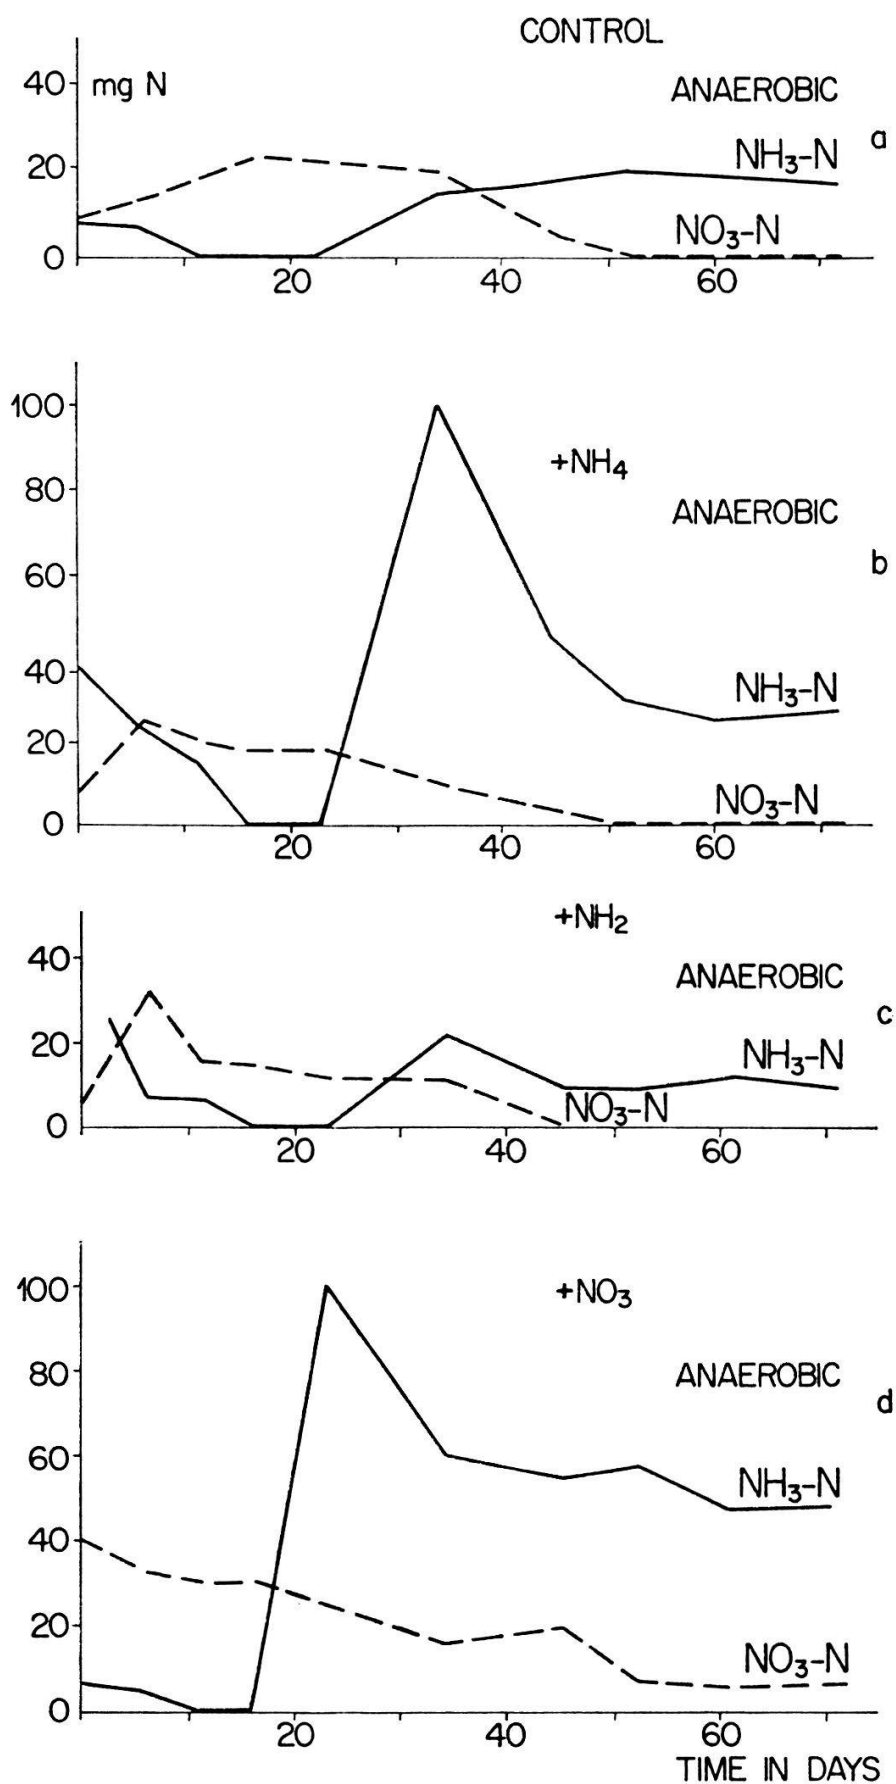 CONTROL
40 mg N ANAEROBIC
a
20 NH₃-N
NO₃-N
0
20 40 60
100
+NH₄
80
ANAEROBIC
b
60
40 NH₃-N
20
NO₃-N
0
20 40 60
+NH₂
40 ANAEROBIC
c
20 NH₃-N
NO₃-N
0
20 40 60
100 +NO₃
80 ANAEROBIC
d
60
NH₃-N
40
20
NO₃-N
0
20 40 60
TIME IN DAYS